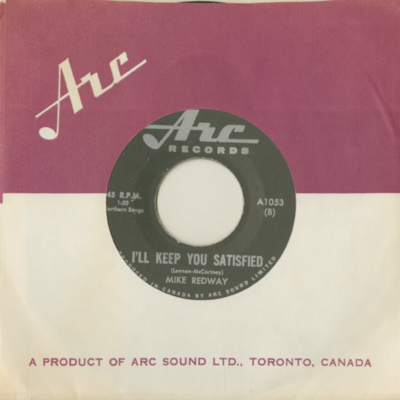 Arc
Arc
RECORDS
45 R.P.M.
1:50
Northern Songs
A1053
(B)
I'LL KEEP YOU SATISFIED
(Lennon-McCartney)
MIKE REDWAY
IN CANADA BY ARC SOUND LIMITED
A PRODUCT OF ARC SOUND LTD., TORONTO, CANADA